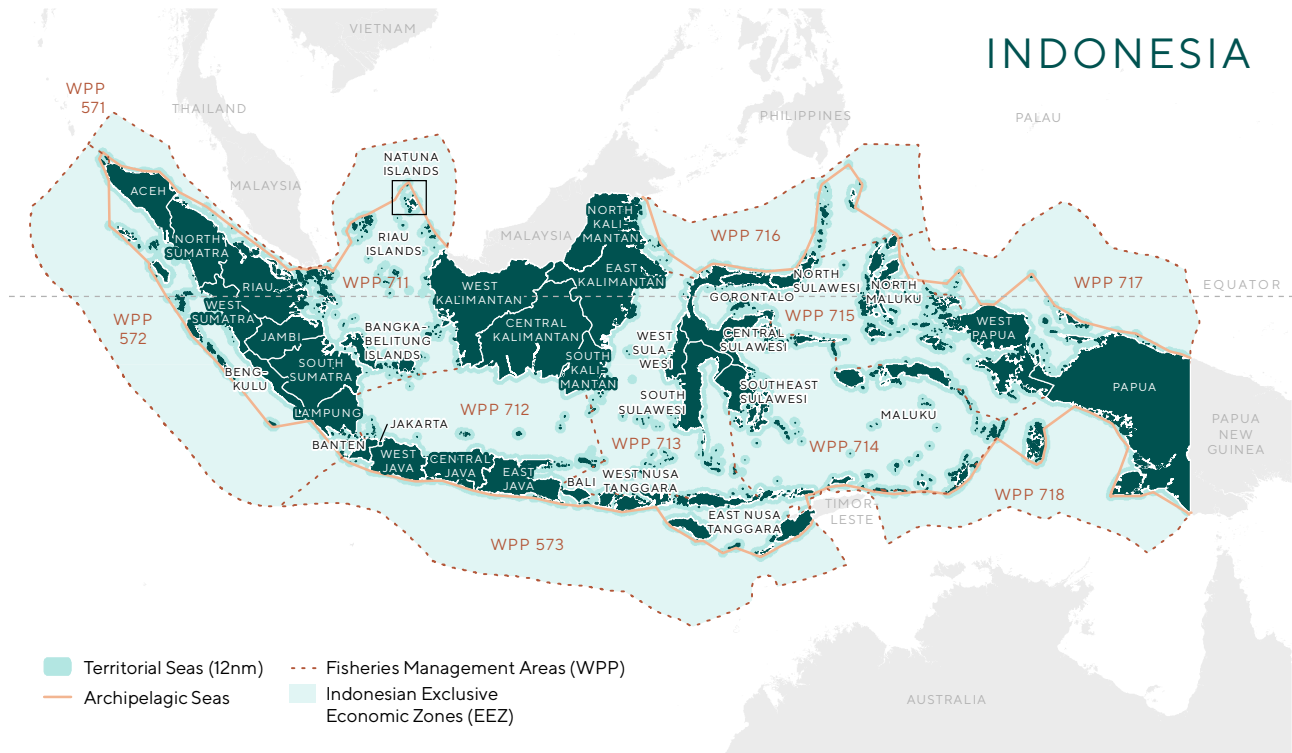 INDONESIA
VIETNAM
WPP
571
THAILAND
PHILIPPINES
PALAU
NATUNA
ISLANDS
MALAYSIA
ACEH
NORTH
KALI-
MANTAN
RIAU
ISLANDS
MALAYSIA
WPP 716
NORTH
SUMATRA
EAST
KALIMANTAN
NORTH
SULAWESI
WPP 717
EQUATOR
RIAU
WPP 711
WEST
KALIMANTAN
GORONTALO
NORTH
MALUKU
WEST
SUMATRA
WPP
572
WPP 715
JAMBI
BANGKA-
BELITUNG
ISLANDS
CENTRAL
KALIMANTAN
WEST
SULA-
WESI
CENTRAL
SULAWESI
WEST
PAPUA
SOUTH
SUMATRA
BENG-
KULU
SOUTH
KALI-
MANTAN
SOUTHEAST
SULAWESI
PAPUA
SOUTH
SULAWESI
LAMPUNG
WPP 712
MALUKU
JAKARTA
PAPUA
NEW
GUINEA
BANTEN
WPP 713
WPP 714
WEST
JAVA
CENTRAL
JAVA
EAST
JAVA
BALI
WEST NUSA
TANGGARA
WPP 718
EAST NUSA
TANGGARA
TIMOR
LESTE
WPP 573
AUSTRALIA
Territorial Seas (12nm)
Archipelagic Seas
Fisheries Management Areas (WPP)
Indonesian Exclusive
Economic Zones (EEZ)